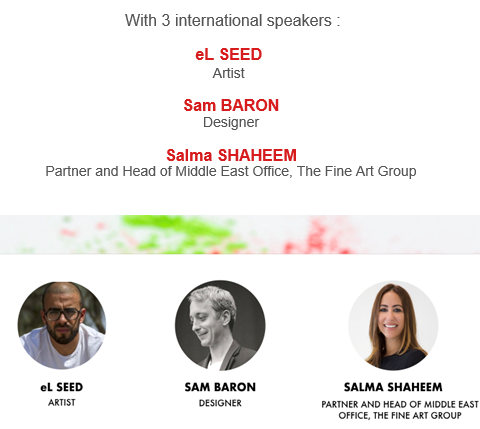 With 3 international speakers :
eL SEED
Artist
Sam BARON
Designer
Salma SHAHEEM
Partner and Head of Middle East Office, The Fine Art Group
eL SEED
ARTIST
SAM BARON
DESIGNER
SALMA SHAHEEM
PARTNER AND HEAD OF MIDDLE EAST
OFFICE, THE FINE ART GROUP